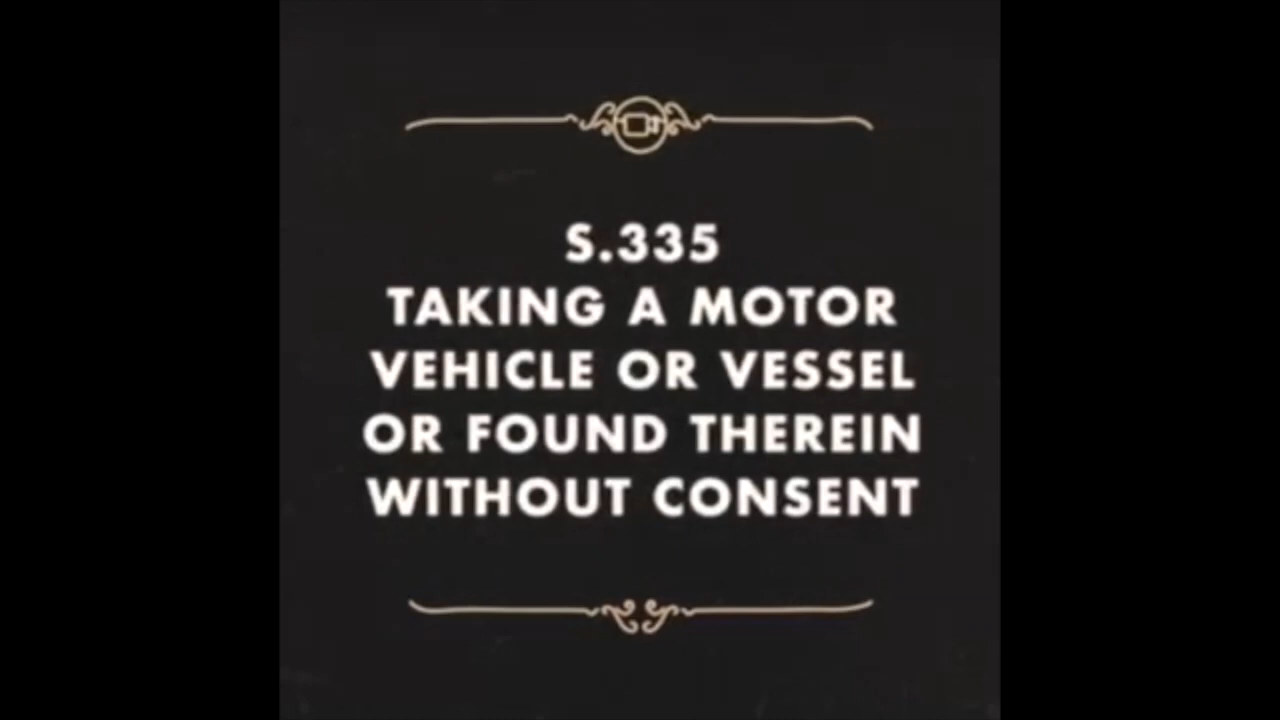 S.335
TAKING A MOTOR
VEHICLE OR VESSEL
OR FOUND THEREIN
WITHOUT CONSENT